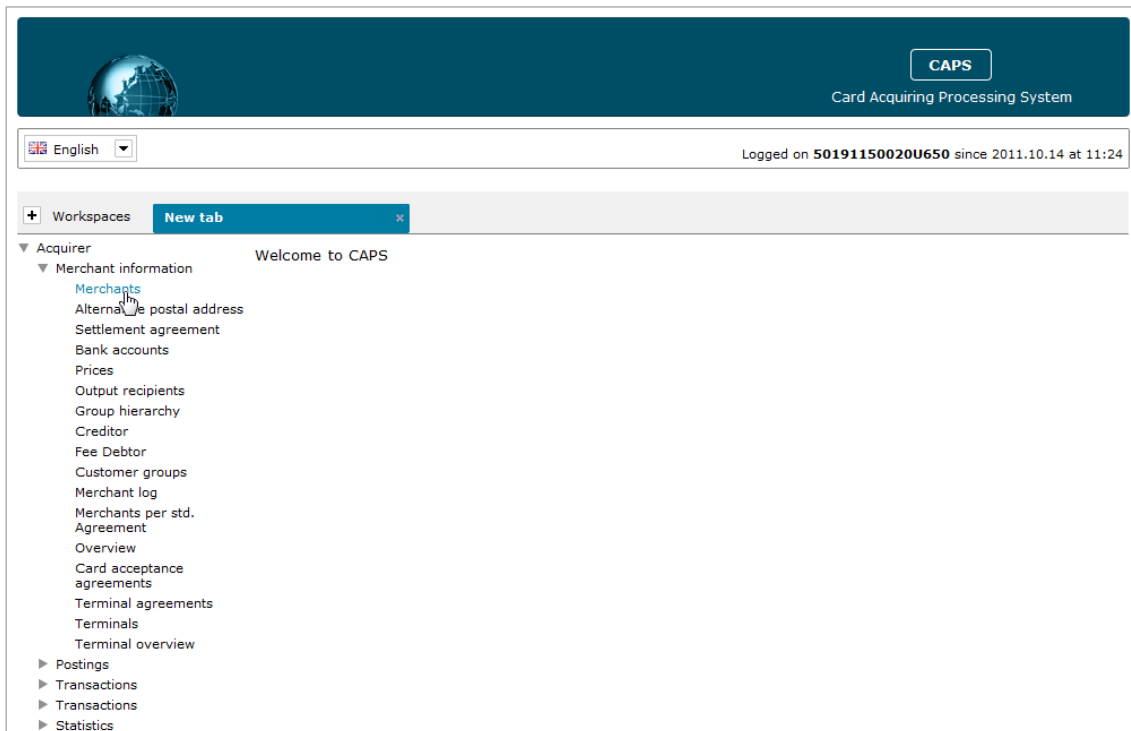 CAPS
Card Acquiring Processing System
English
Logged on 50191150020U650 since 2011.10.14 at 11:24
+ Workspaces New tab ×
Acquirer
Welcome to CAPS
Merchant information
Merchants
Alternative postal address
Settlement agreement
Bank accounts
Prices
Output recipients
Group hierarchy
Creditor
Fee Debtor
Customer groups
Merchant log
Merchants per std.
Agreement
Overview
Card acceptance
agreements
Terminal agreements
Terminals
Terminal overview
Postings
Transactions
Transactions
Statistics